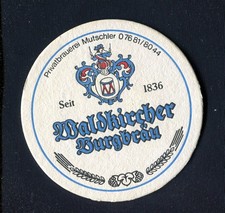 Privatbrauerei Mutschler 07681/8044
M
Seit 1836
Waldkircher
Burgbräu